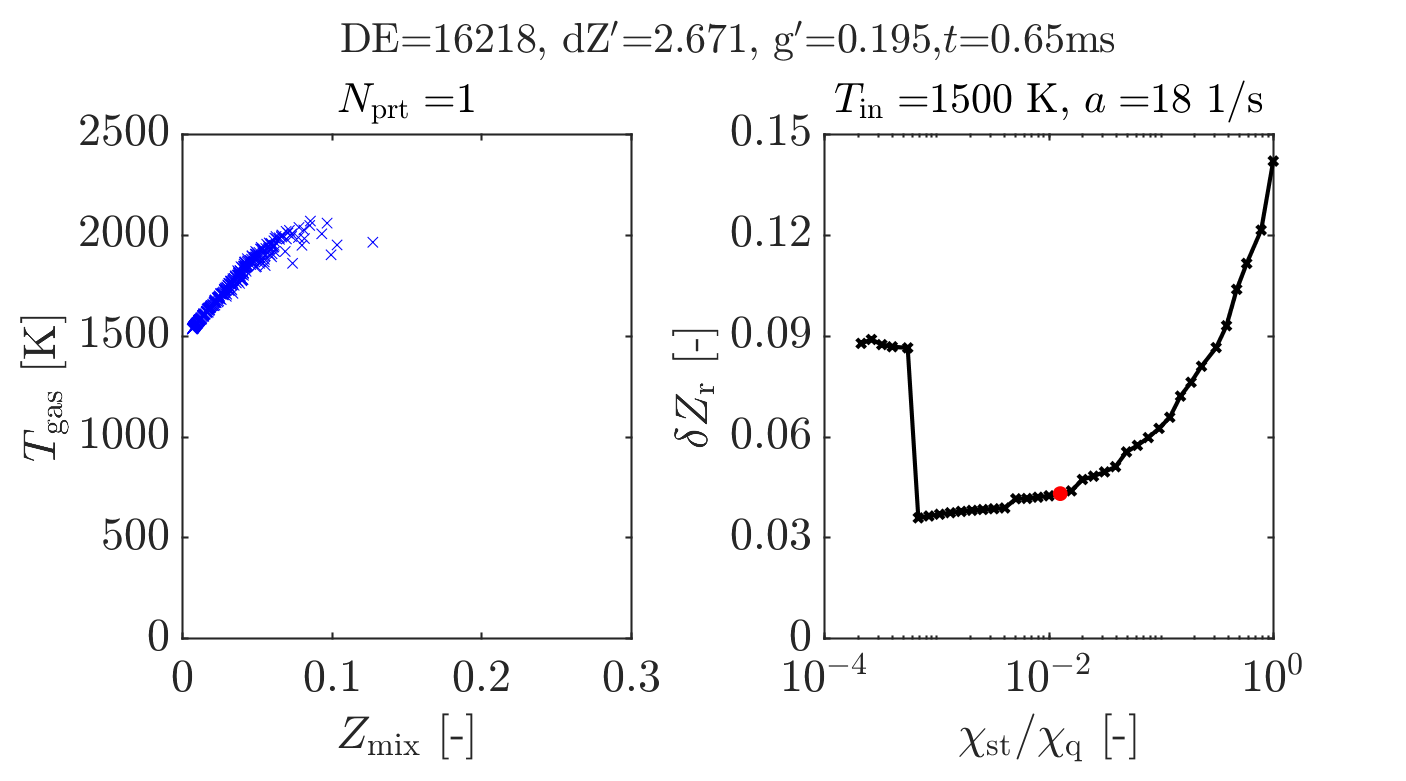 DE=16218, dZ′=2.671, g′=0.195,t=0.65ms
N_prt =1
2500
2000
1500
1000
500
0
T_gas [K]
0 0.1 0.2 0.3
Z_mix [-]
T_in =1500 K, a =18 1/s
0.15
0.12
0.09
0.06
0.03
0
δZ_r [-]
10^−4 10^−2 10^0
χ_st/χ_q [-]